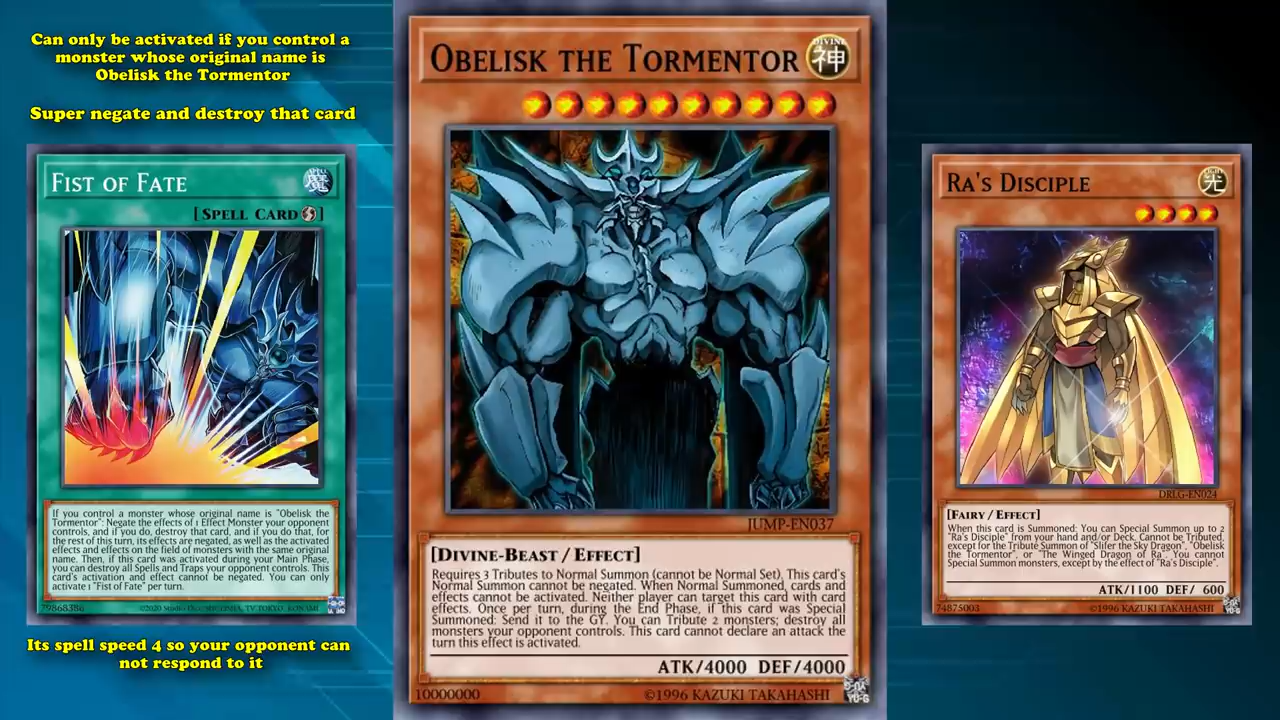 Can only be activated if you control a
monster whose original name is
Obelisk the Tormentor
Super negate and destroy that card
FIST OF FATE
[SPELL CARD]
If you control a monster whose original name is "Obelisk the
Tormentor": Negate the effects of 1 Effect Monster your opponent
controls, and if you do, destroy that card, and if you do that, for
the rest of this turn, its effects are negated, as well as the activated
effects and effects on the field of monsters with the same original
name. Then, if this card was activated during your Main Phase,
you can destroy all Spells and Traps your opponent controls. This
card's activation and effect cannot be negated. You can only
activate 1 "Fist of Fate" per turn.
79868386
©2020 Studio Dice/SHUEISHA, TV TOKYO, KONAMI
Its spell speed 4 so your opponent can
not respond to it
OBELISK THE TORMENTOR
DIVINE
神
JUMP-EN037
[DIVINE-BEAST / EFFECT]
Requires 3 Tributes to Normal Summon (cannot be Normal Set). This card's
Normal Summon cannot be negated. When Normal Summoned, cards and
effects cannot be activated. Neither player can target this card with card
effects. Once per turn, during the End Phase, if this card was Special
Summoned: Send it to the GY. You can Tribute 2 monsters; destroy all
monsters your opponent controls. This card cannot declare an attack the
turn this effect is activated.
ATK/4000 DEF/4000
10000000
©1996 KAZUKI TAKAHASHI
RA'S DISCIPLE
光
DRLG-EN024
[FAIRY / EFFECT]
When this card is Summoned: You can Special Summon up to 2
"Ra's Disciple" from your hand and/or Deck. Cannot be Tributed,
except for the Tribute Summon of "Slifer the Sky Dragon", "Obelisk
the Tormentor", or "The Winged Dragon of Ra". You cannot
Special Summon monsters, except by the effect of "Ra's Disciple".
ATK/1100 DEF/ 600
74875003
©1996 KAZUKI TAKAHASHI